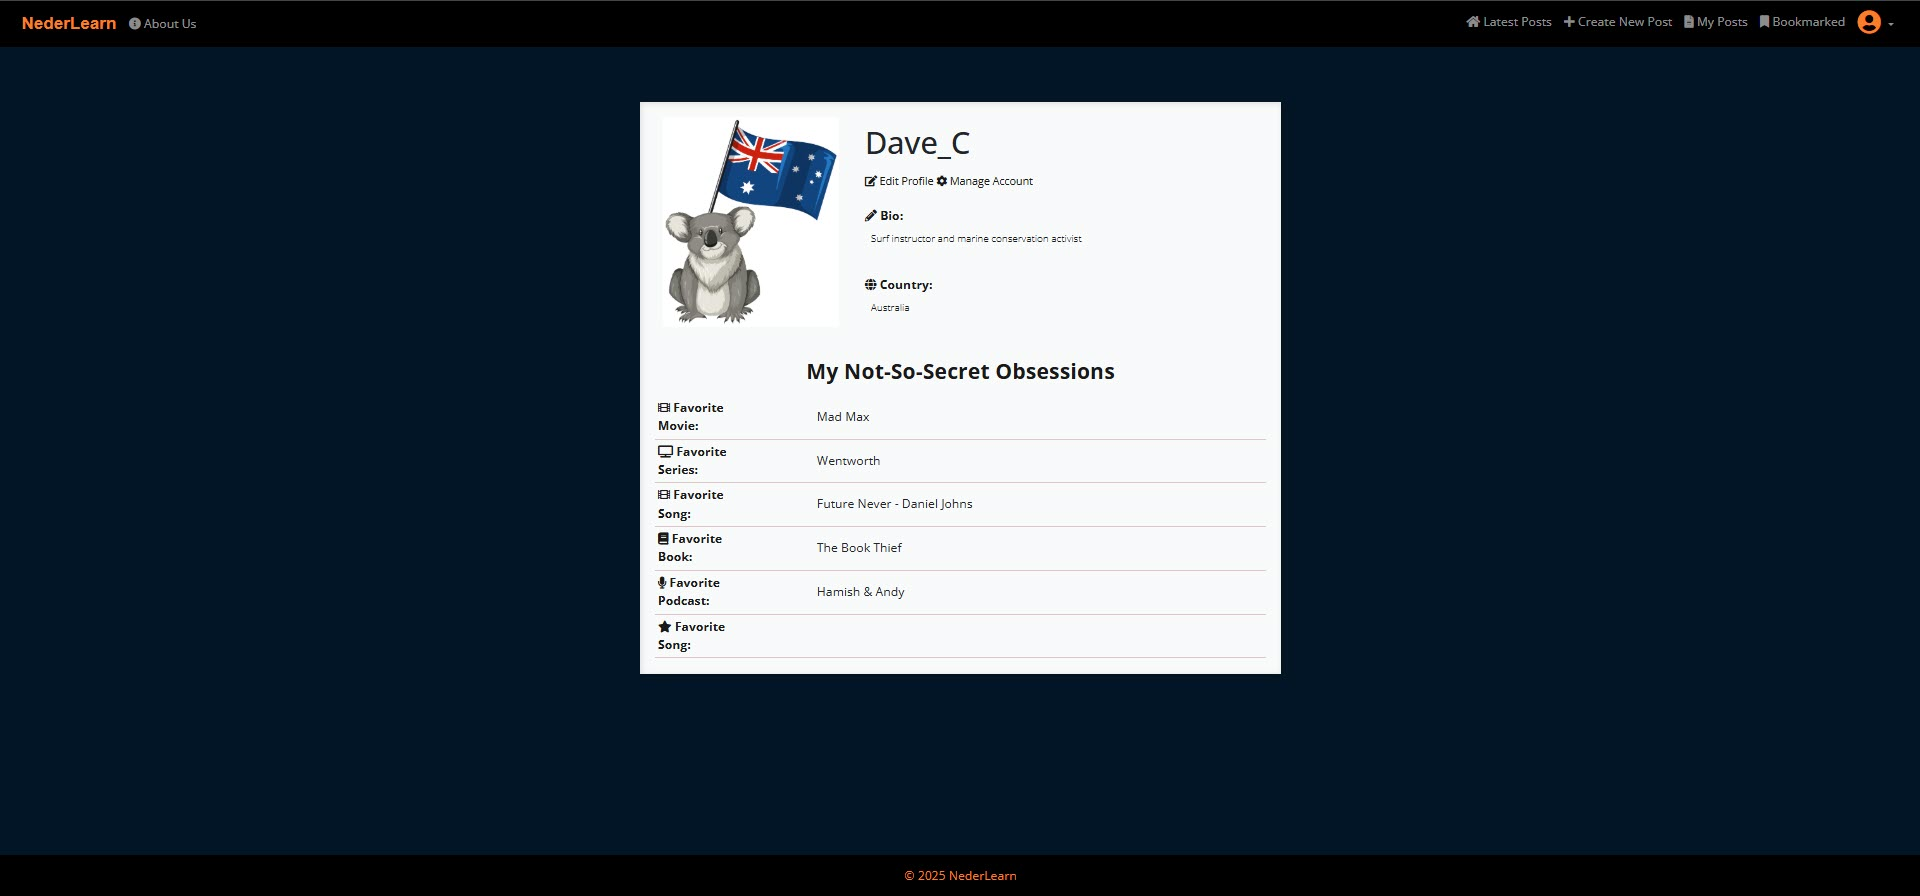 NederLearn About Us Latest Posts Create New Post My Posts Bookmarked
Dave_C
Edit Profile Manage Account
Bio:
Surf instructor and marine conservation activist
Country:
Australia
My Not-So-Secret Obsessions
Favorite
Movie:
Mad Max
Favorite
Series:
Wentworth
Favorite
Song:
Future Never - Daniel Johns
Favorite
Book:
The Book Thief
Favorite
Podcast:
Hamish & Andy
Favorite
Song:
© 2025 NederLearn